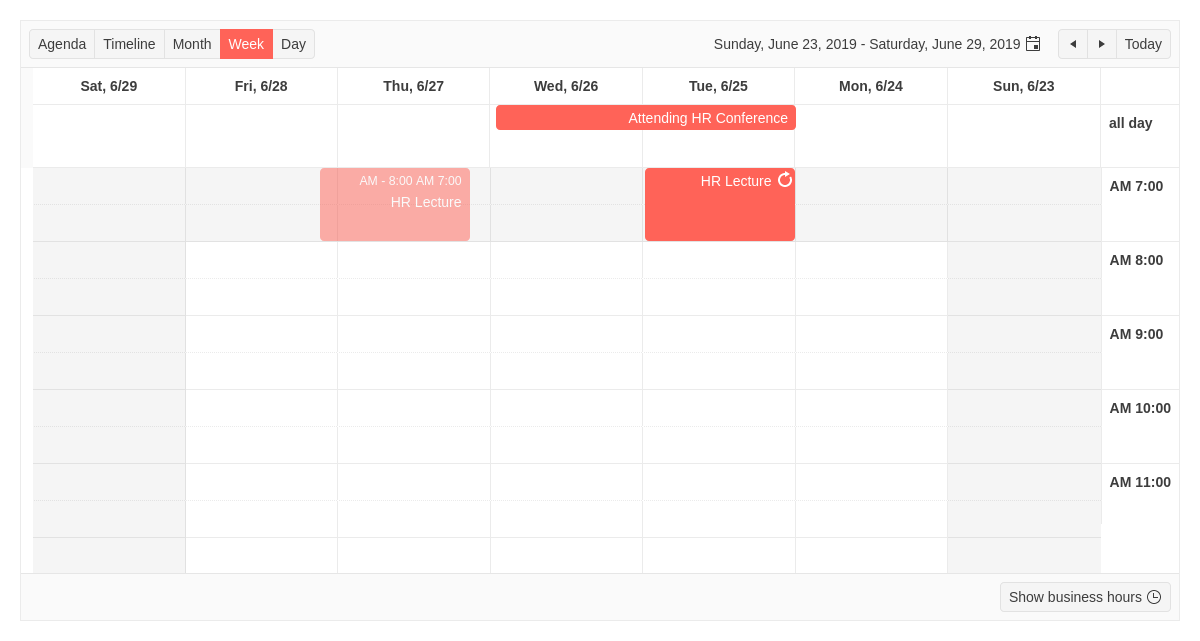 Agenda Timeline Month Week Day Sunday, June 23, 2019 - Saturday, June 29, 2019 Today
Sat, 6/29 Fri, 6/28 Thu, 6/27 Wed, 6/26 Tue, 6/25 Mon, 6/24 Sun, 6/23
Attending HR Conference
all day
AM - 8:00 AM 7:00
HR Lecture
HR Lecture
AM 7:00
AM 8:00
AM 9:00
AM 10:00
AM 11:00
Show business hours